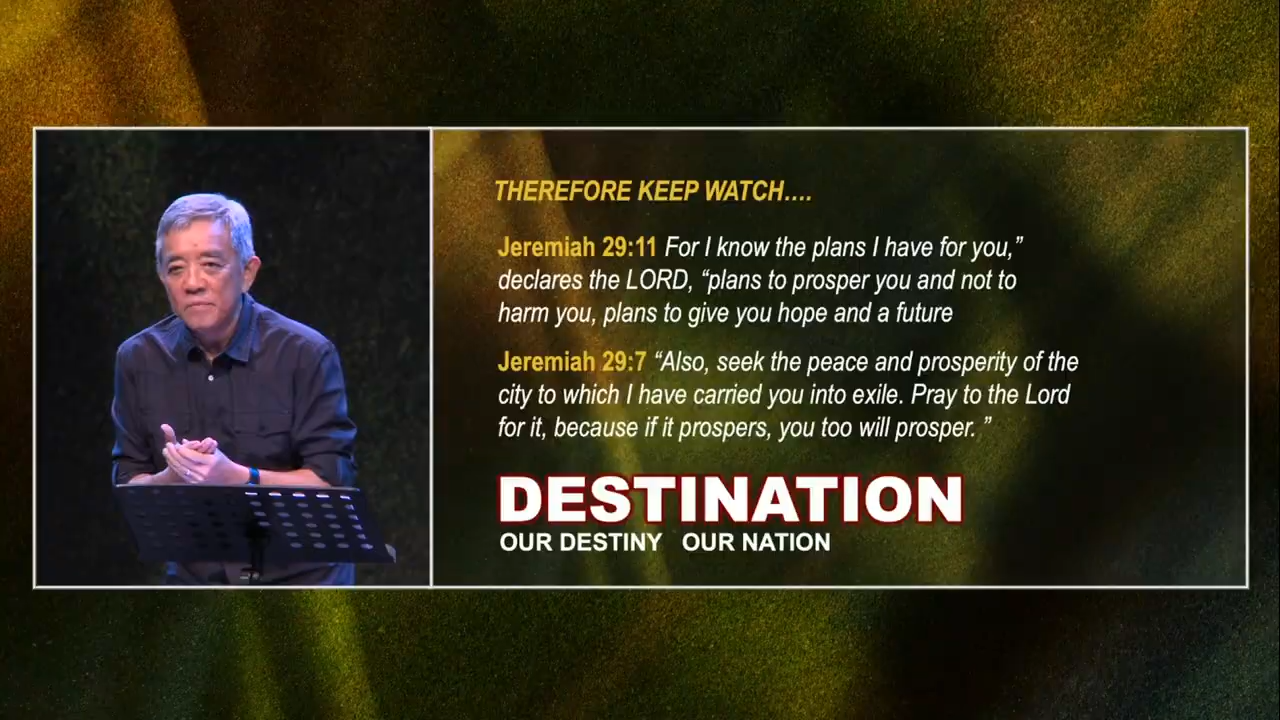 THEREFORE KEEP WATCH....
Jeremiah 29:11 For I know the plans I have for you,”
declares the LORD, “plans to prosper you and not to
harm you, plans to give you hope and a future
Jeremiah 29:7 “Also, seek the peace and prosperity of the
city to which I have carried you into exile. Pray to the Lord
for it, because if it prospers, you too will prosper. ”
DESTINATION
OUR DESTINY OUR NATION